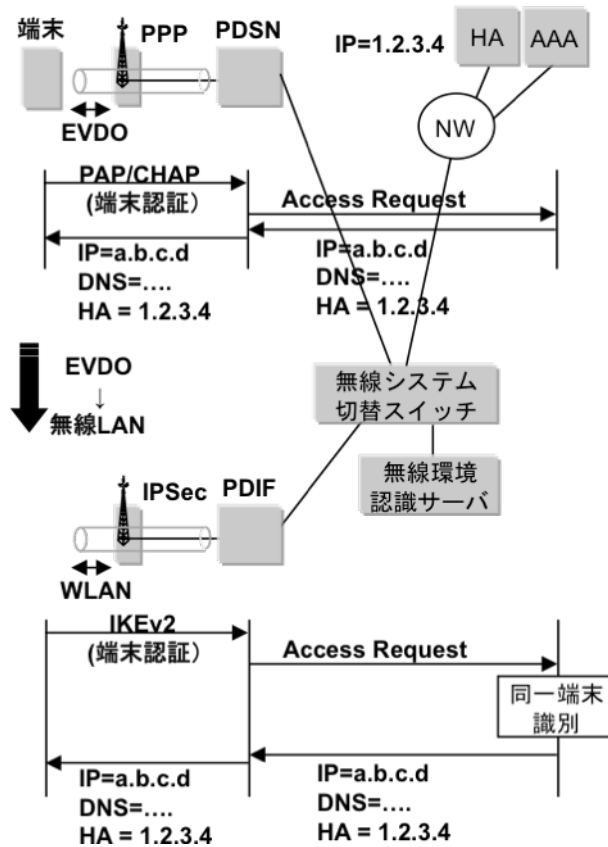 端末
PPP
PDSN
IP=1.2.3.4
HA
AAA
NW
EVDO
PAP/CHAP
(端末認証)
Access Request
IP=a.b.c.d
DNS=....
HA = 1.2.3.4
IP=a.b.c.d
DNS=....
HA = 1.2.3.4
EVDO
↓
無線LAN
無線システム
切替スイッチ
無線環境
認識サーバ
IPSec
PDIF
WLAN
IKEv2
(端末認証)
Access Request
同一端末
識別
IP=a.b.c.d
DNS=....
HA = 1.2.3.4
IP=a.b.c.d
DNS=....
HA = 1.2.3.4